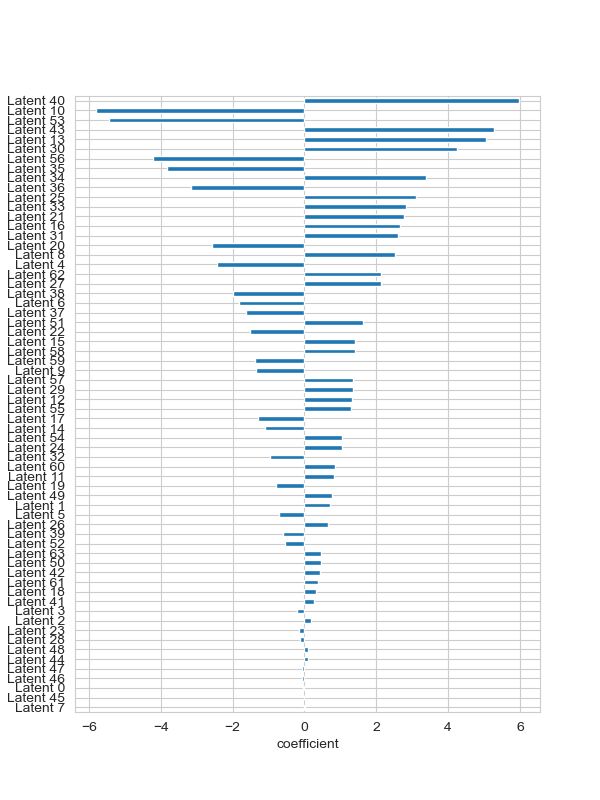 Latent 40
Latent 10
Latent 53
Latent 43
Latent 13
Latent 30
Latent 56
Latent 35
Latent 34
Latent 36
Latent 25
Latent 33
Latent 21
Latent 16
Latent 31
Latent 20
Latent 8
Latent 4
Latent 62
Latent 27
Latent 38
Latent 6
Latent 37
Latent 51
Latent 22
Latent 15
Latent 58
Latent 59
Latent 9
Latent 57
Latent 29
Latent 12
Latent 55
Latent 17
Latent 14
Latent 54
Latent 24
Latent 32
Latent 60
Latent 11
Latent 19
Latent 49
Latent 1
Latent 5
Latent 26
Latent 39
Latent 52
Latent 63
Latent 50
Latent 42
Latent 61
Latent 18
Latent 41
Latent 3
Latent 2
Latent 23
Latent 28
Latent 48
Latent 44
Latent 47
Latent 46
Latent 0
Latent 45
Latent 7
−6 −4 −2 0 2 4 6
coefficient